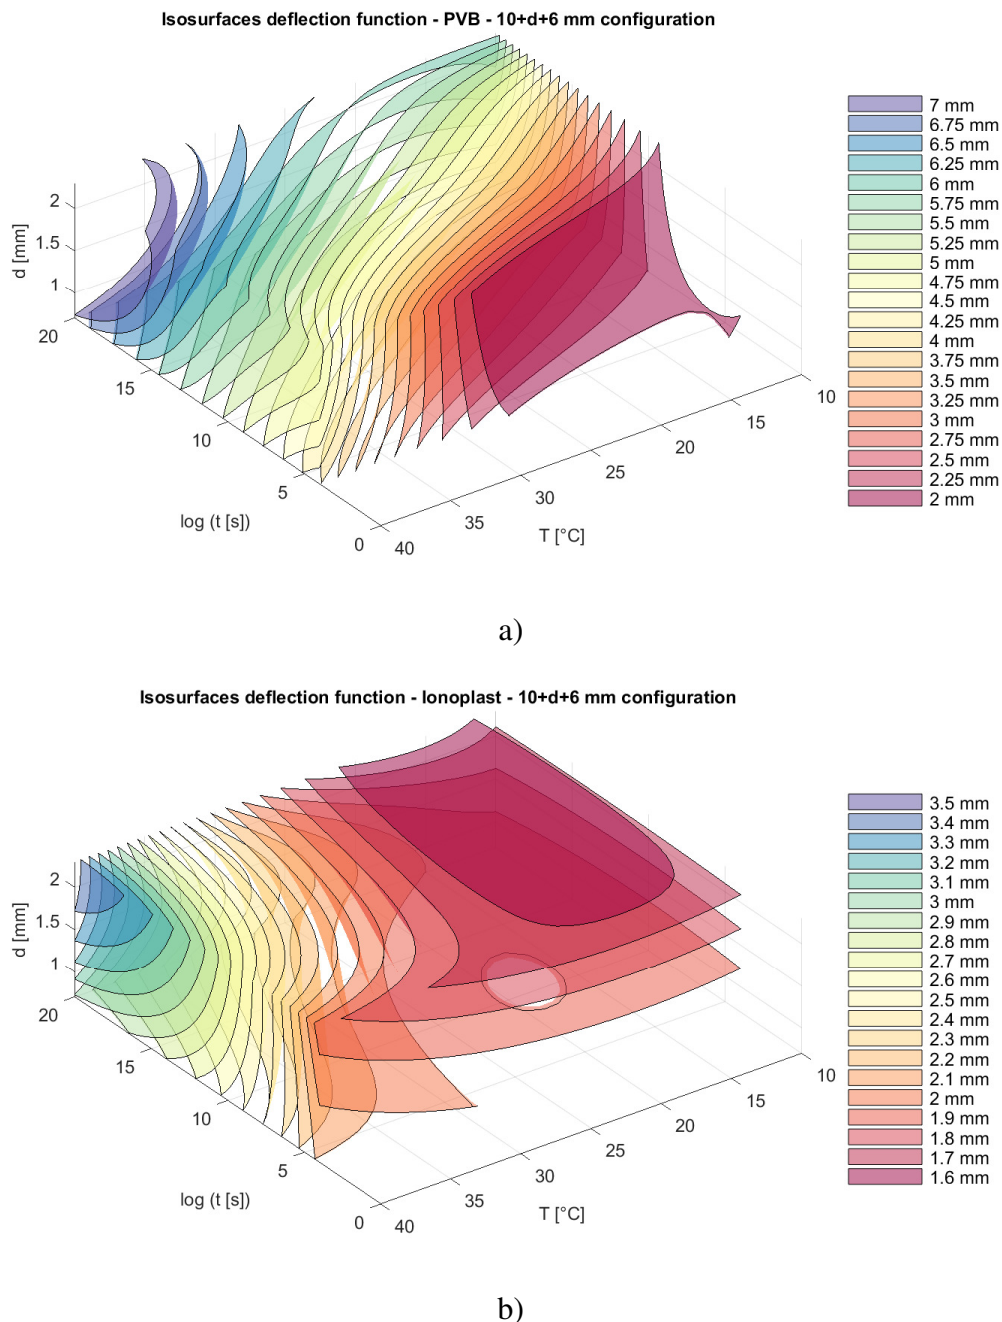 Isosurfaces deflection function - PVB - 10+d+6 mm configuration
7 mm
6.75 mm
6.5 mm
6.25 mm
6 mm
5.75 mm
5.5 mm
5.25 mm
5 mm
4.75 mm
4.5 mm
4.25 mm
4 mm
3.75 mm
3.5 mm
3.25 mm
3 mm
2.75 mm
2.5 mm
2.25 mm
2 mm
d [mm]
2
1.5
1
20
15
10
5
0
log (t [s])
40
35
30
25
20
15
10
T [°C]
a)
Isosurfaces deflection function - Ionoplast - 10+d+6 mm configuration
3.5 mm
3.4 mm
3.3 mm
3.2 mm
3.1 mm
3 mm
2.9 mm
2.8 mm
2.7 mm
2.6 mm
2.5 mm
2.4 mm
2.3 mm
2.2 mm
2.1 mm
2 mm
1.9 mm
1.8 mm
1.7 mm
1.6 mm
d [mm]
2
1.5
1
20
15
10
5
0
log (t [s])
40
35
30
25
20
15
10
T [°C]
b)